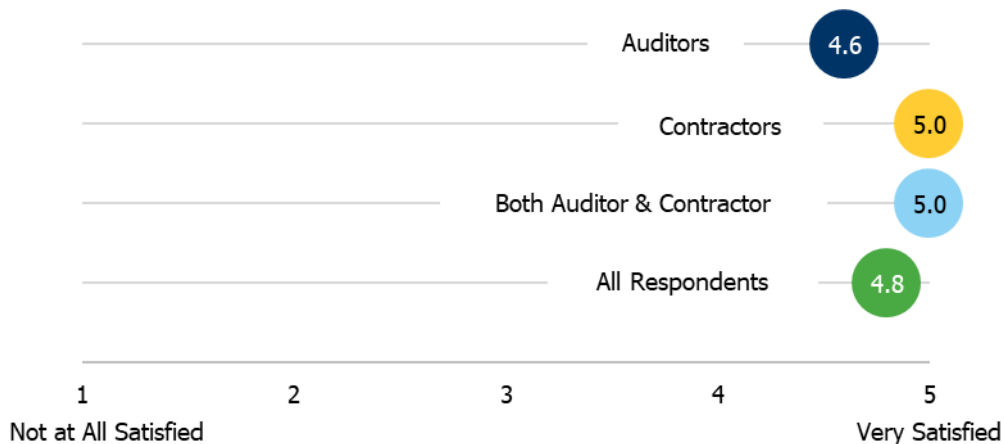 Auditors 4.6
Contractors 5.0
Both Auditor & Contractor 5.0
All Respondents 4.8
1 2 3 4 5
Not at All Satisfied Very Satisfied